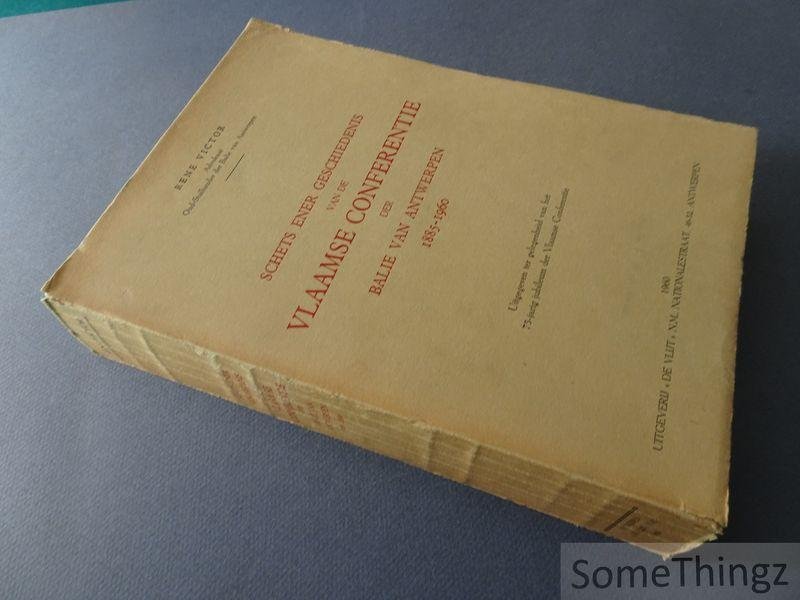 RENE VICTOR
Advokaat
Oud-Stafhouder der Balie van Antwerpen
SCHETS ENER GESCHIEDENIS
VAN DE
VLAAMSE CONFERENTIE
DER
BALIE VAN ANTWERPEN
1885-1960
Uitgegeven ter gelegenheid van het
75-jarig jubileum der Vlaamse Conferentie
1960
UITGEVERIJ « DE VLIJT » N.M. NATIONALESTRAAT, 46-52, ANTWERPEN
SomeThingz